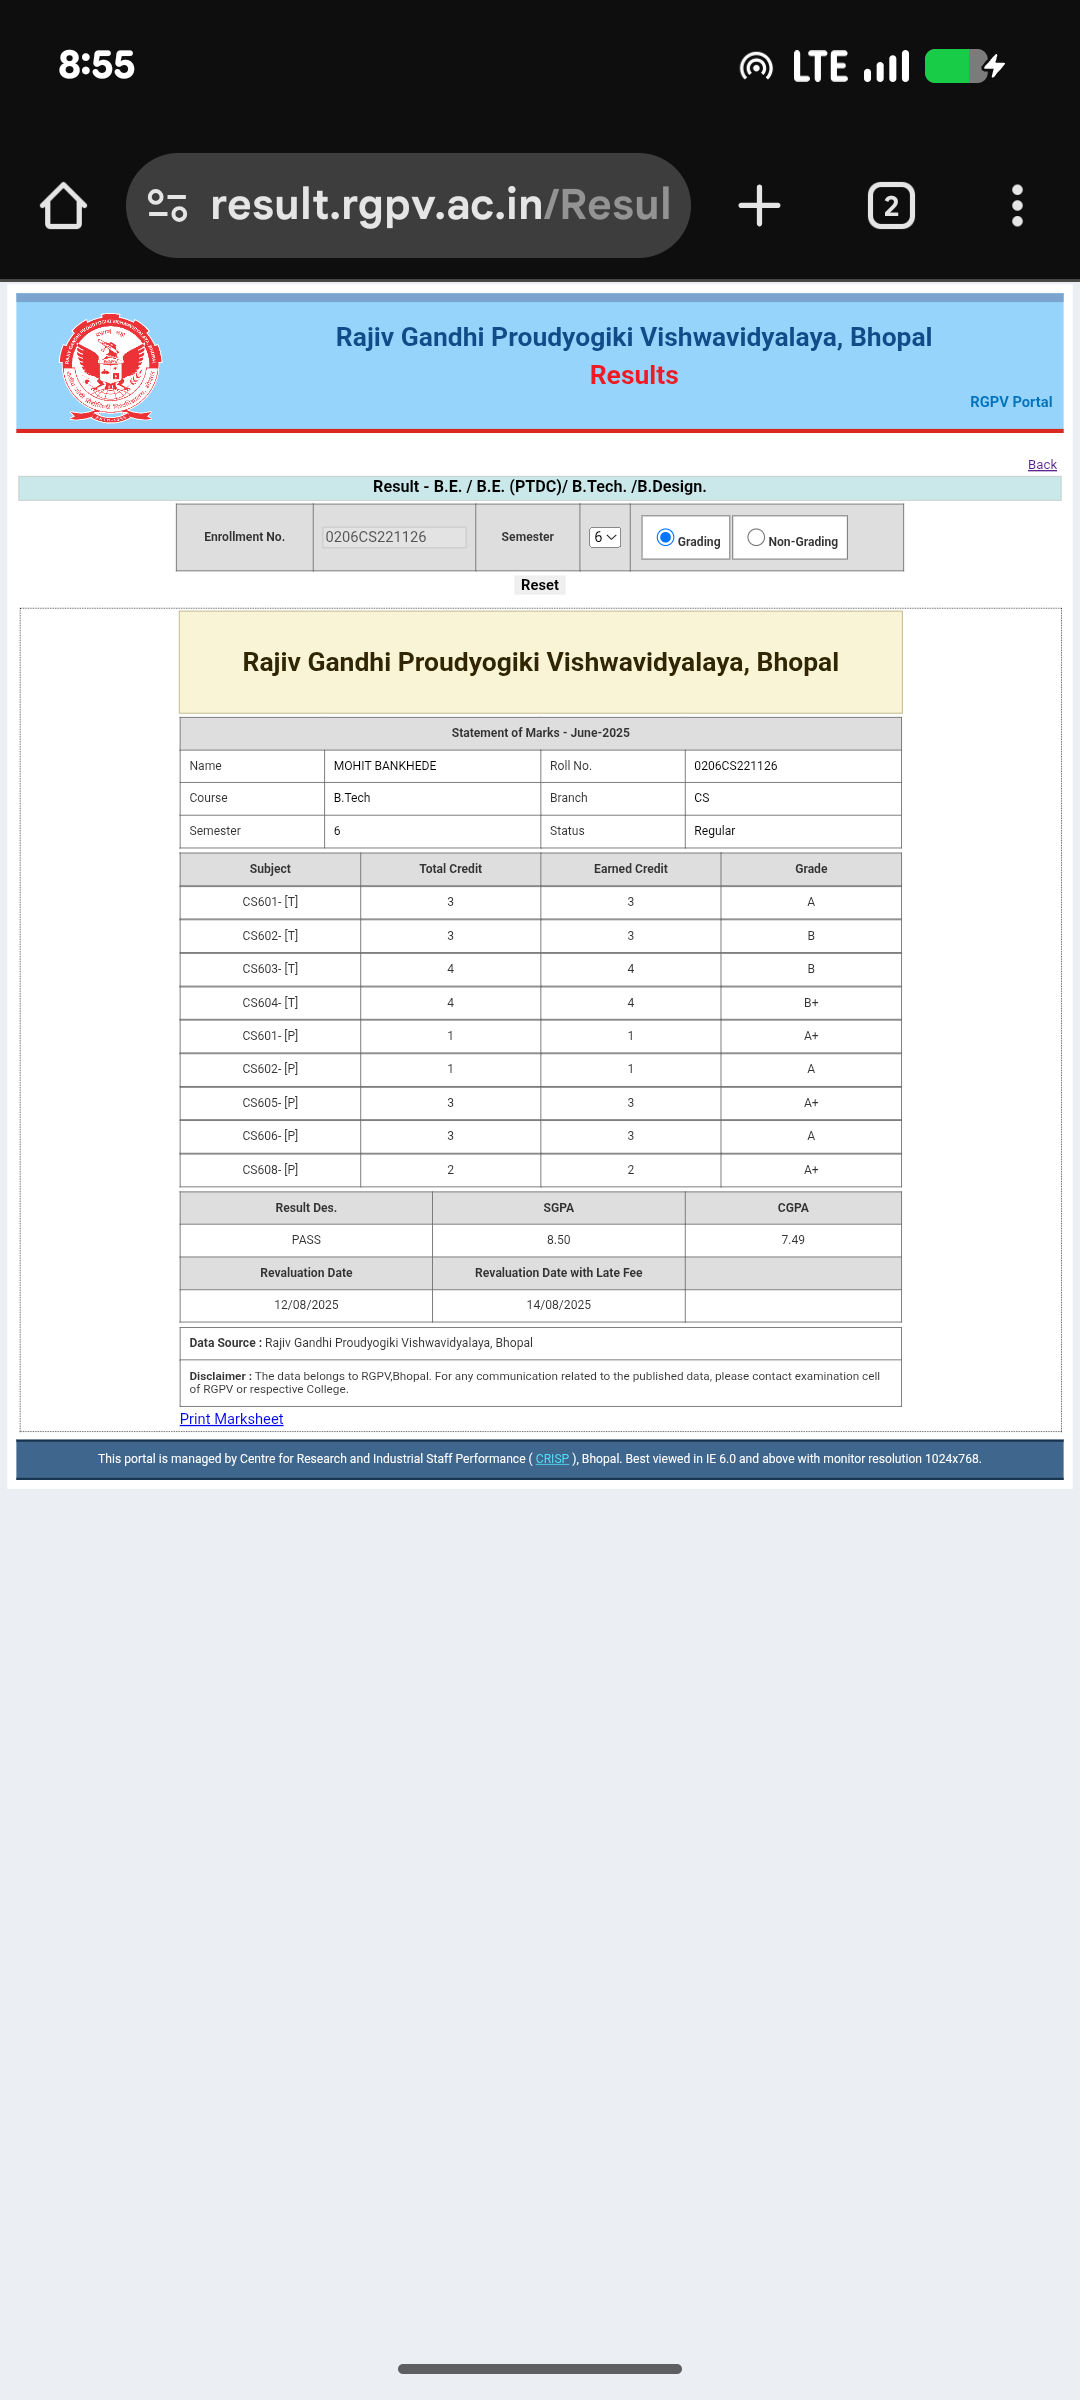 8:55 LTE
result.rgpv.ac.in/Resul 2
Rajiv Gandhi Proudyogiki Vishwavidyalaya, Bhopal
Results
RGPV Portal
Back
Result - B.E. / B.E. (PTDC)/ B.Tech. /B.Design.
Enrollment No. 0206CS221126 Semester 6 Grading Non-Grading
Reset
Rajiv Gandhi Proudyogiki Vishwavidyalaya, Bhopal
Statement of Marks - June-2025
Name MOHIT BANKHEDE Roll No. 0206CS221126
Course B.Tech Branch CS
Semester 6 Status Regular
Subject Total Credit Earned Credit Grade
CS601- [T] 3 3 A
CS602- [T] 3 3 B
CS603- [T] 4 4 B
CS604- [T] 4 4 B+
CS601- [P] 1 1 A+
CS602- [P] 1 1 A
CS605- [P] 3 3 A+
CS606- [P] 3 3 A
CS608- [P] 2 2 A+
Result Des. SGPA CGPA
PASS 8.50 7.49
Revaluation Date Revaluation Date with Late Fee
12/08/2025 14/08/2025
Data Source : Rajiv Gandhi Proudyogiki Vishwavidyalaya, Bhopal
Disclaimer : The data belongs to RGPV,Bhopal. For any communication related to the published data, please contact examination cell
of RGPV or respective College.
Print Marksheet
This portal is managed by Centre for Research and Industrial Staff Performance ( CRISP ), Bhopal. Best viewed in IE 6.0 and above with monitor resolution 1024x768.